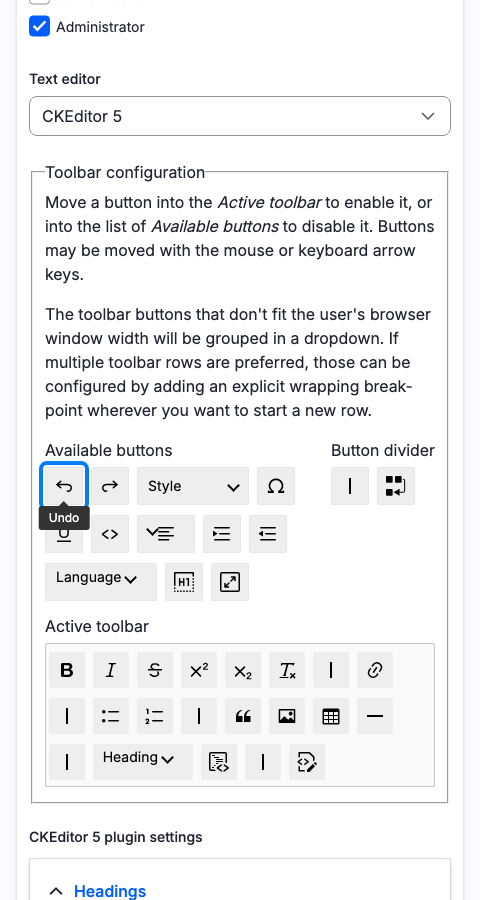 Administrator
Text editor
CKEditor 5
Toolbar configuration
Move a button into the Active toolbar to enable it, or
into the list of Available buttons to disable it. Buttons
may be moved with the mouse or keyboard arrow
keys.
The toolbar buttons that don't fit the user's browser
window width will be grouped in a dropdown. If
multiple toolbar rows are preferred, those can be
configured by adding an explicit wrapping break-
point wherever you want to start a new row.
Available buttons
Button divider
Style
Ω
Undo
U
<>
Language
H1
Active toolbar
B I S x² x₂ Tx
Heading
CKEditor 5 plugin settings
Headings